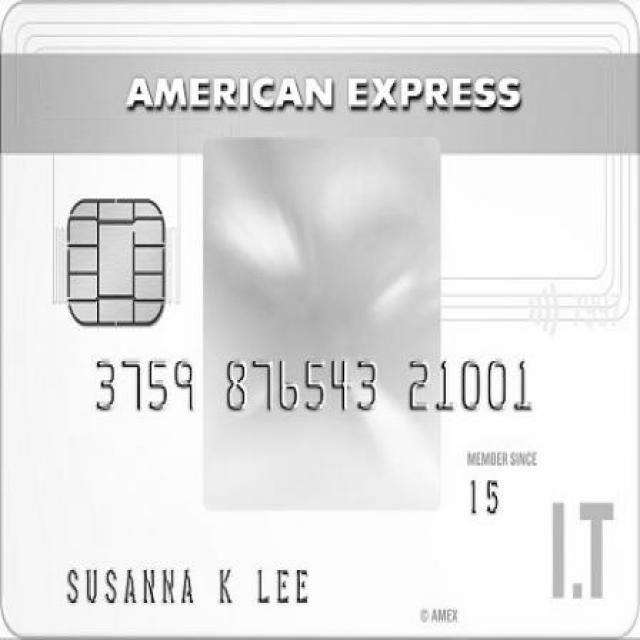 AMERICAN EXPRESS
3759 876543 21001
MEMBER SINCE
15
I.T
SUSANNA K LEE
© AMEX